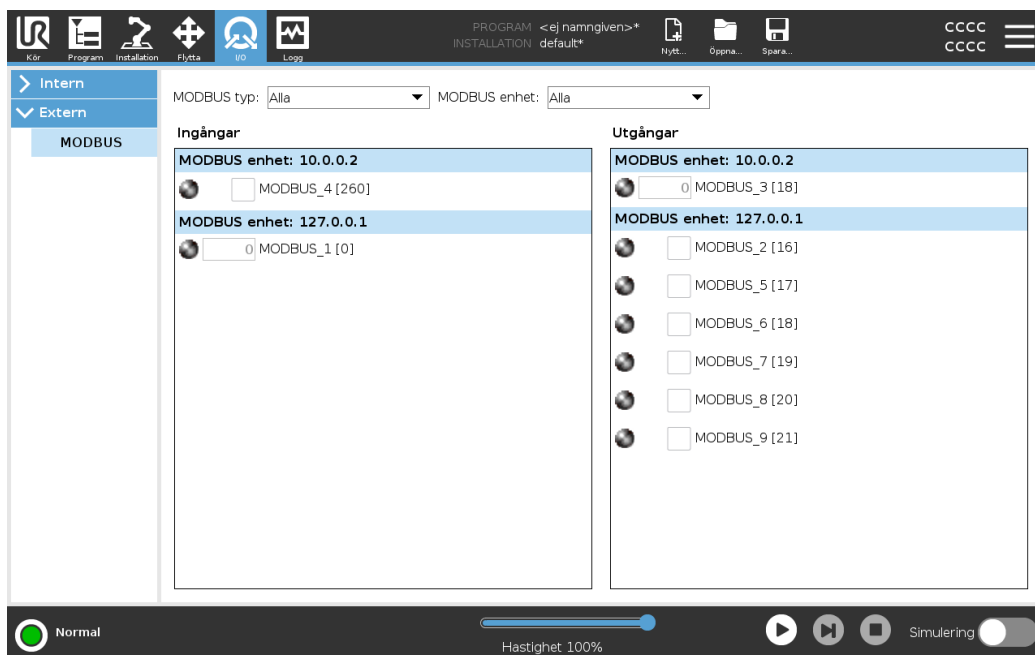 PROGRAM <ej namngiven>*
INSTALLATION default*
CCCC
CCCC
Kör Program Installation Flytta I/O Logg Nytt... Öppna... Spara...
Intern
Extern
MODBUS
MODBUS typ: Alla MODBUS enhet: Alla
Ingångar
MODBUS enhet: 10.0.0.2
MODBUS_4 [260]
MODBUS enhet: 127.0.0.1
0 MODBUS_1 [0]
Utgångar
MODBUS enhet: 10.0.0.2
0 MODBUS_3 [18]
MODBUS enhet: 127.0.0.1
MODBUS_2 [16]
MODBUS_5 [17]
MODBUS_6 [18]
MODBUS_7 [19]
MODBUS_8 [20]
MODBUS_9 [21]
Normal
Hastighet 100%
Simulering